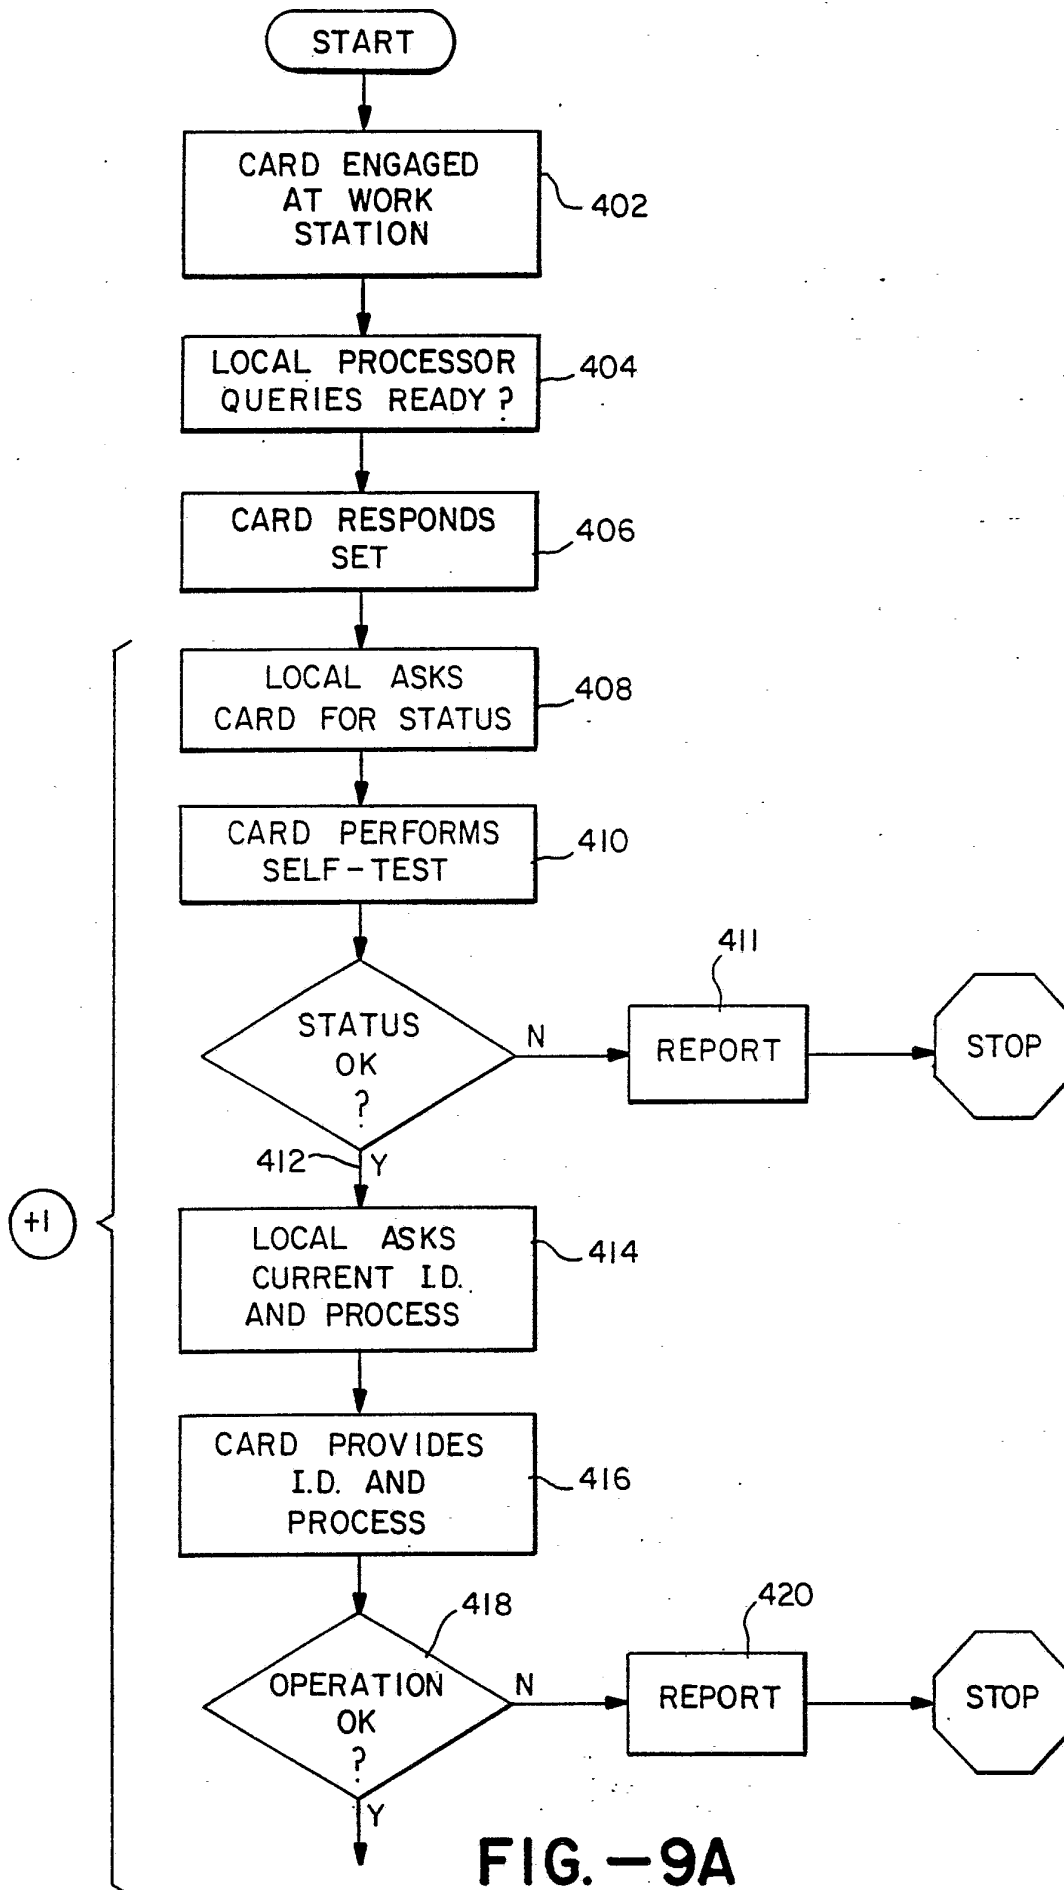 START
CARD ENGAGED
AT WORK
STATION
402
LOCAL PROCESSOR
QUERIES READY?
404
CARD RESPONDS
SET
406
LOCAL ASKS
CARD FOR STATUS
408
CARD PERFORMS
SELF-TEST
410
STATUS
OK
?
N
411
REPORT
STOP
412
Y
+1
LOCAL ASKS
CURRENT I.D.
AND PROCESS
414
CARD PROVIDES
I.D. AND
PROCESS
416
418
OPERATION
OK
?
N
420
REPORT
STOP
Y
FIG.-9A